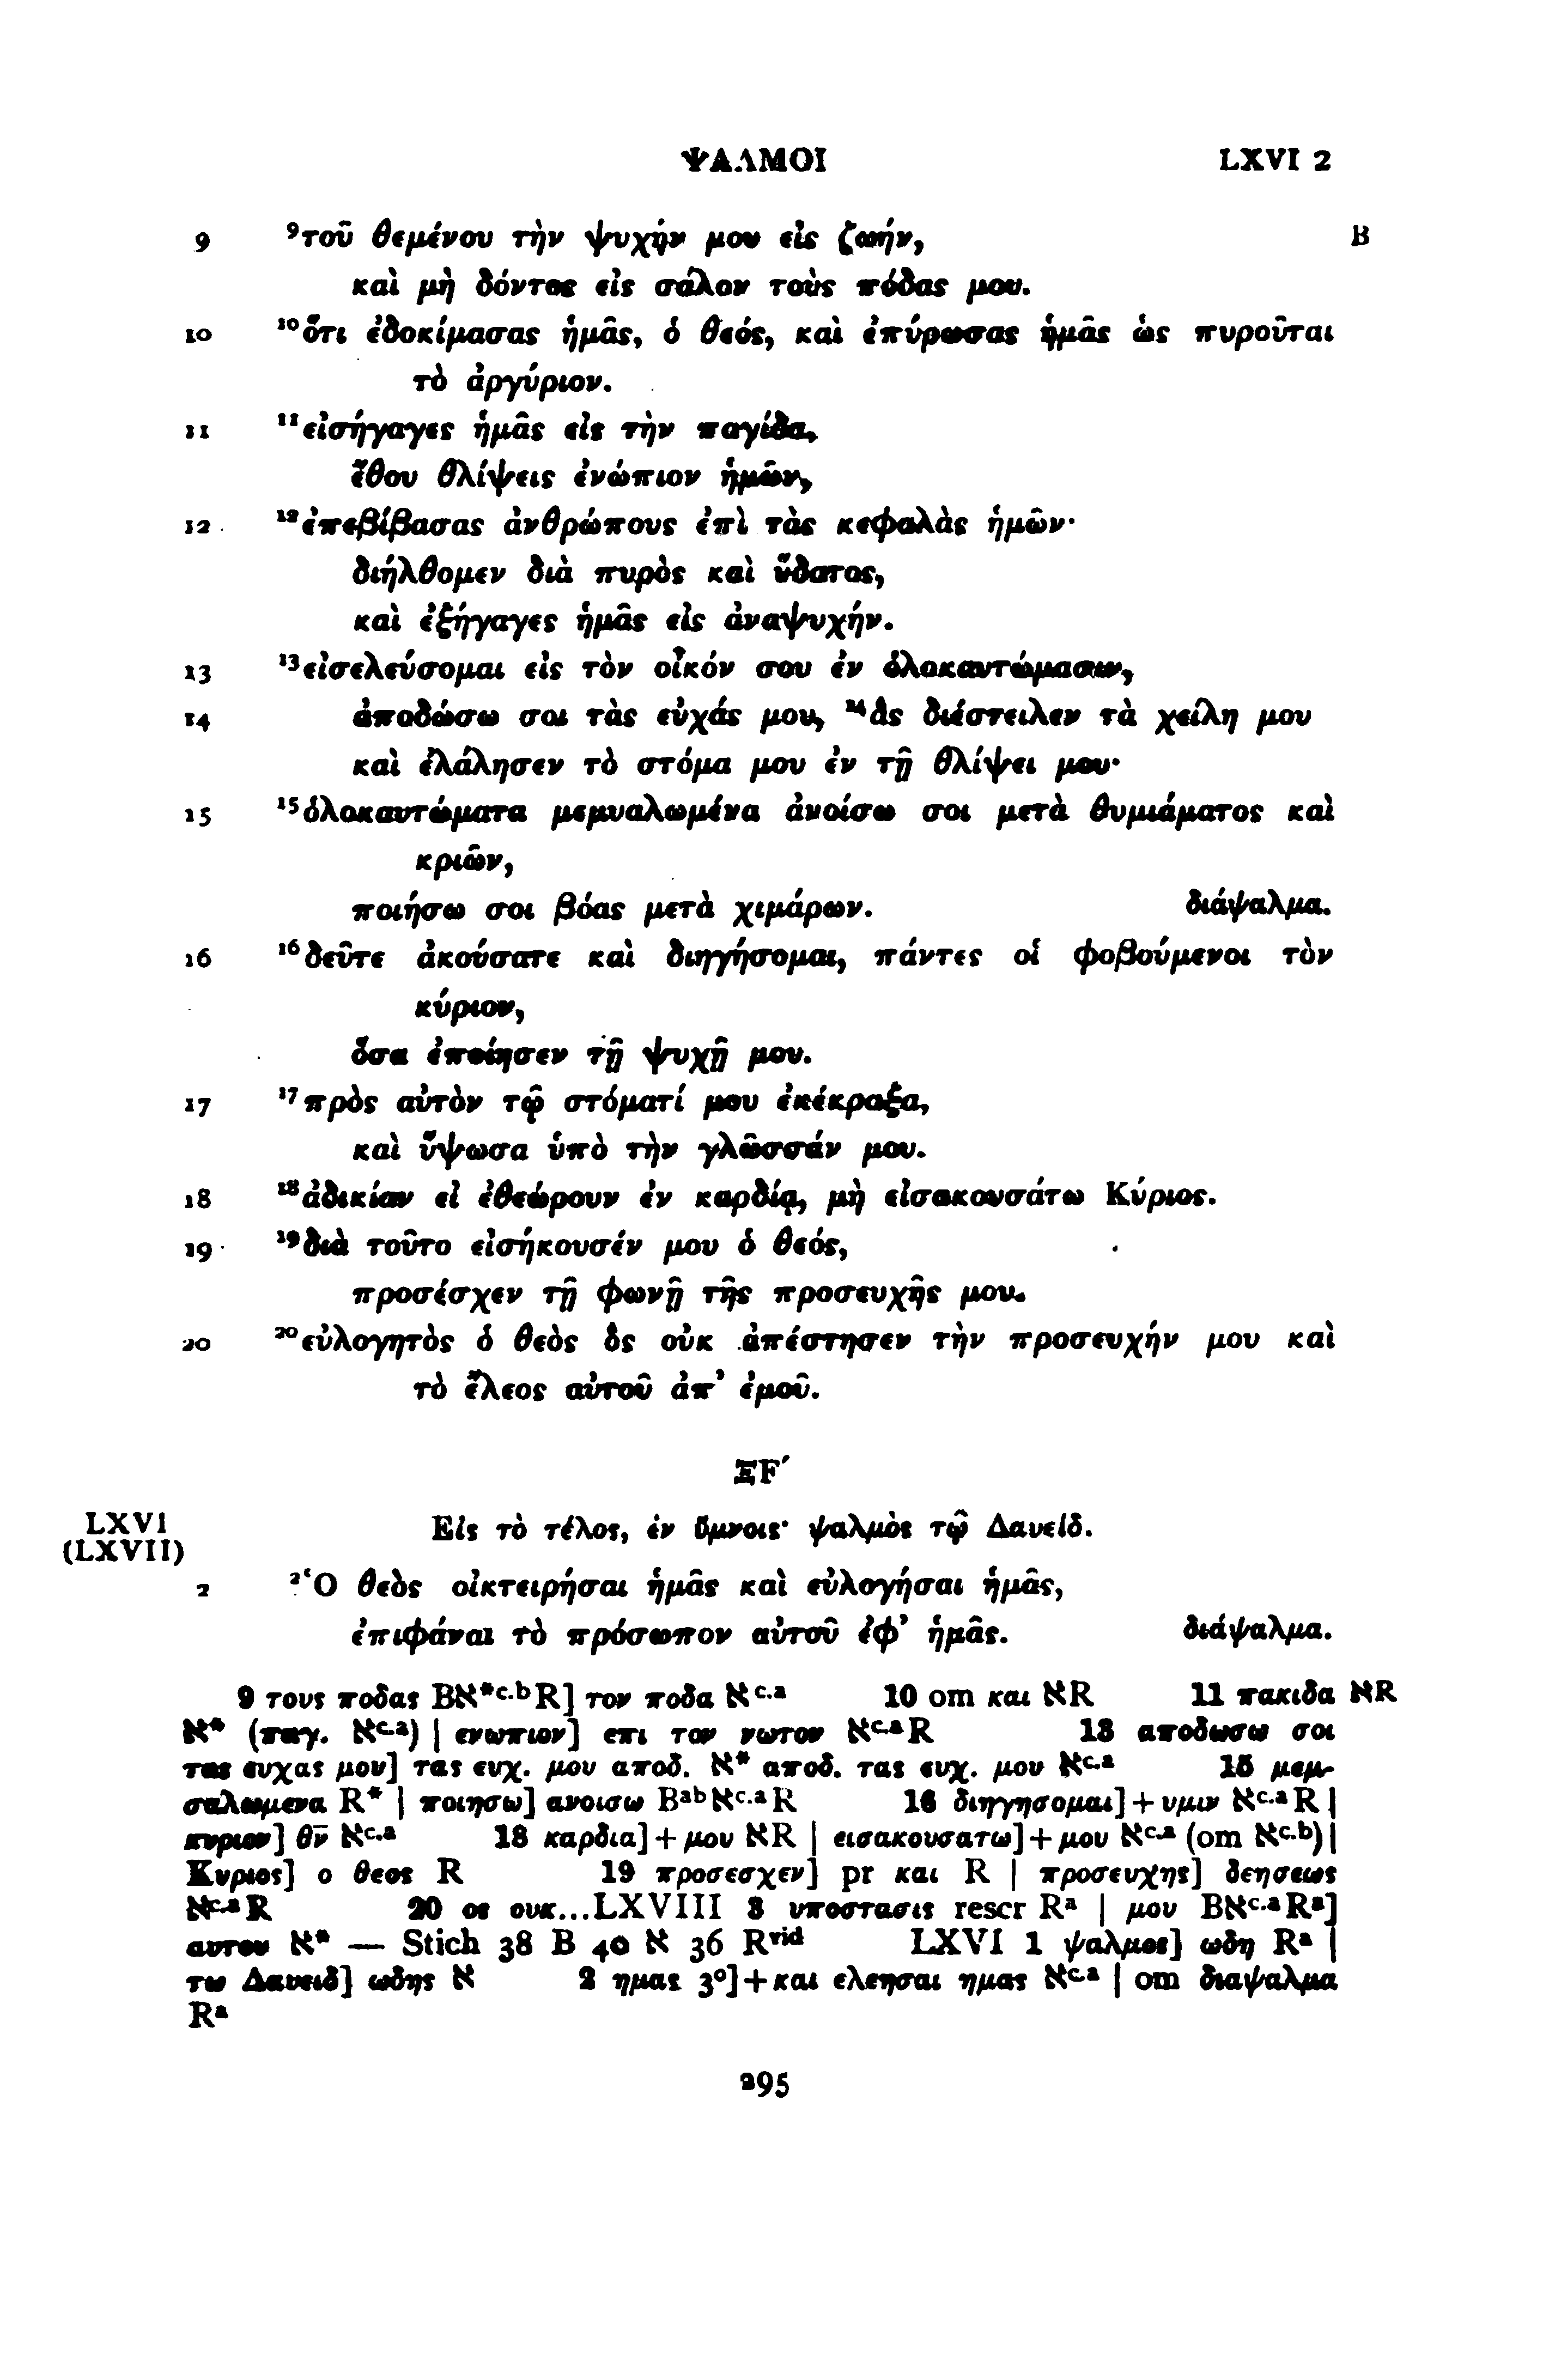 ΨΑΛΜΟΙ LXVI 2
9 ⁹τοῦ θεμένου τὴν ψυχήν μου εἰς ζωήν, B
καὶ μὴ δόντος εἰς σάλον τοὺς πόδας μου.
10 ¹⁰ὅτι ἐδοκίμασας ἡμᾶς, ὁ θεός, καὶ ἐπύρωσας ἡμᾶς ὡς πυροῦται
τὸ ἀργύριον.
11 ¹¹εἰσήγαγες ἡμᾶς εἰς τὴν παγίδα,
ἔθου θλίψεις ἐνώπιον ἡμῶν,
12 ¹²ἐπεβίβασας ἀνθρώπους ἐπὶ τὰς κεφαλὰς ἡμῶν·
διήλθομεν διὰ πυρὸς καὶ ὕδατος,
καὶ ἐξήγαγες ἡμᾶς εἰς ἀναψυχήν.
13 ¹³εἰσελεύσομαι εἰς τὸν οἶκόν σου ἐν ὁλοκαυτώμασιν,
14 ἀποδώσω σοι τὰς εὐχάς μου, ¹⁴ἃς διέστειλεν τὰ χείλη μου
καὶ ἐλάλησεν τὸ στόμα μου ἐν τῇ θλίψει μου·
15 ¹⁵ὁλοκαυτώματα μεμυαλωμένα ἀνοίσω σοι μετὰ θυμιάματος καὶ
κριῶν,
ποιήσω σοι βόας μετὰ χιμάρων. διάψαλμα.
16 ¹⁶δεῦτε ἀκούσατε καὶ διηγήσομαι, πάντες οἱ φοβούμενοι τὸν
κύριον,
ὅσα ἐποίησεν τῇ ψυχῇ μου.
17 ¹⁷πρὸς αὐτὸν τῷ στόματί μου ἐκέκραξα,
καὶ ὕψωσα ὑπὸ τὴν γλῶσσάν μου.
18 ¹⁸ἀδικίαν εἰ ἐθεώρουν ἐν καρδίᾳ, μὴ εἰσακουσάτω Κύριος.
19 ¹⁹διὰ τοῦτο εἰσήκουσέν μου ὁ θεός,
προσέσχεν τῇ φωνῇ τῆς προσευχῆς μου.
20 ²⁰εὐλογητὸς ὁ θεὸς ὃς οὐκ ἀπέστησεν τὴν προσευχήν μου καὶ
τὸ ἔλεος αὐτοῦ ἀπ’ ἐμοῦ.
ΞϜ´
LXVI Εἰς τὸ τέλος, ἐν ὕμνοις· ψαλμὸς τῷ Δαυείδ.
(LXVII)
2 ²Ὁ θεὸς οἰκτειρήσαι ἡμᾶς καὶ εὐλογήσαι ἡμᾶς,
ἐπιφάναι τὸ πρόσωπον αὐτοῦ ἐφ’ ἡμᾶς. διάψαλμα.
9 τους ποδας Bא*c.bR] τον ποδα אc.a 10 om και אR 11 πακιδα אR
א* (παγ. אc.a) | ενωπιον] επι τον νωτον אc.aR 13 αποδωσω σοι
τας ευχας μου] τας ευχ. μου αποδ. א* αποδ. τας ευχ. μου אc.a 15 μεμ-
σαλωμενα R* | ποιησω] ανοισω Babאc.aR 16 διηγησομαι]+υμιν אc.aR |
κυριον] θν̄ אc.a 18 καρδια]+μου אR | εισακουσατω]+μου אc.a (om אc.b) |
Κυριος] ο θεος R 19 προσεσχεν] pr και R | προσευχης] δεησεως
אc.aR 20 ος ουκ...LXVIII 3 υποστασις rescr Ra | μου Bאc.aRa]
αυτου א* — Stich 38 B 40 א 36 Rvid LXVI 1 ψαλμος] ωδη Ra |
τω Δαυειδ] ωδης א 2 ημας 3º]+και ελεησαι ημας אc.a | om διαψαλμα
Ra
295